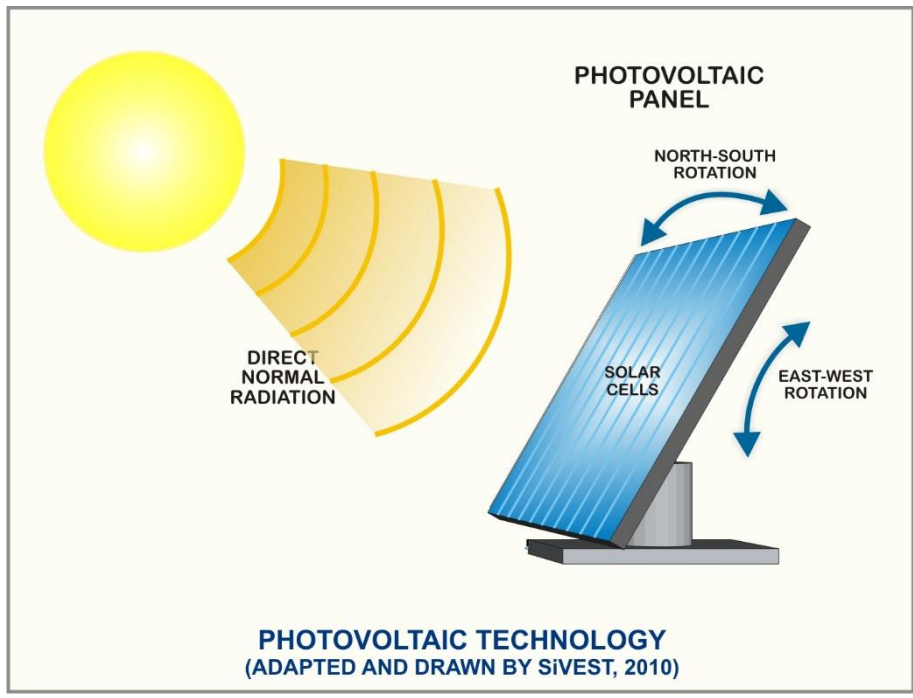 PHOTOVOLTAIC
PANEL
NORTH-SOUTH
ROTATION
DIRECT
NORMAL
RADIATION
SOLAR
CELLS
EAST-WEST
ROTATION
PHOTOVOLTAIC TECHNOLOGY
(ADAPTED AND DRAWN BY SiVEST, 2010)